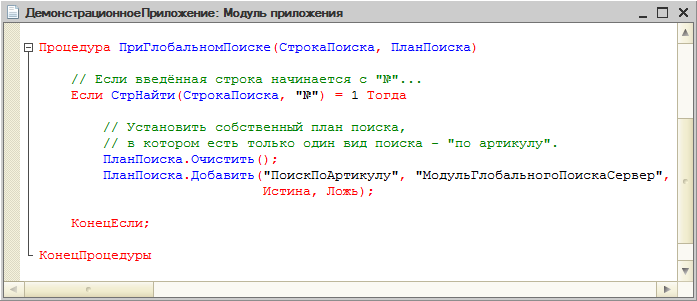 ДемонстрационноеПриложение: Модуль приложения
Процедура ПриГлобальномПоиске(СтрокаПоиска, ПланПоиска)
// Если введённая строка начинается с "№"...
Если СтрНайти(СтрокаПоиска, "№") = 1 Тогда
// Установить собственный план поиска,
// в котором есть только один вид поиска - "по артикулу".
ПланПоиска.Очистить();
ПланПоиска.Добавить("ПоискПоАртикулу", "МодульГлобальногоПоискаСервер",
Истина, Ложь);
КонецЕсли;
КонецПроцедуры